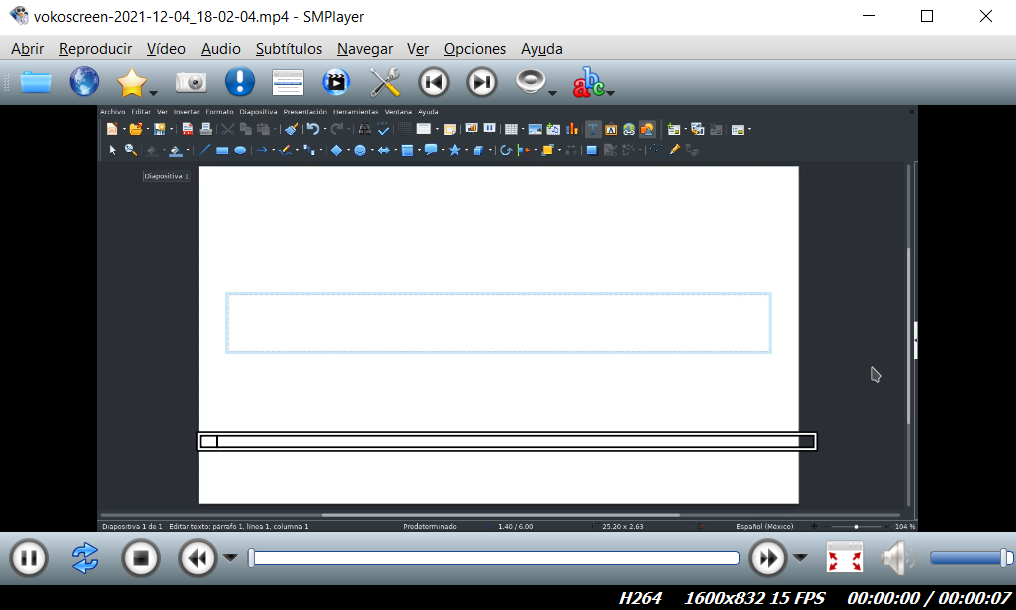 vokoscreen-2021-12-04_18-02-04.mp4 - SMPlayer
Abrir Reproducir Vídeo Audio Subtítulos Navegar Ver Opciones Ayuda
abc
Archivo Editar Ver Insertar Formato Diapositiva Presentación Herramientas Ventana Ayuda
Diapositiva 1
Diapositiva 1 de 1 Editar texto: párrafo 1, línea 1, columna 1 Predeterminado 1.40 / 6.00 25.20 x 2.63 Español (México) 104 %
H264 1600x832 15 FPS 00:00:00 / 00:00:07